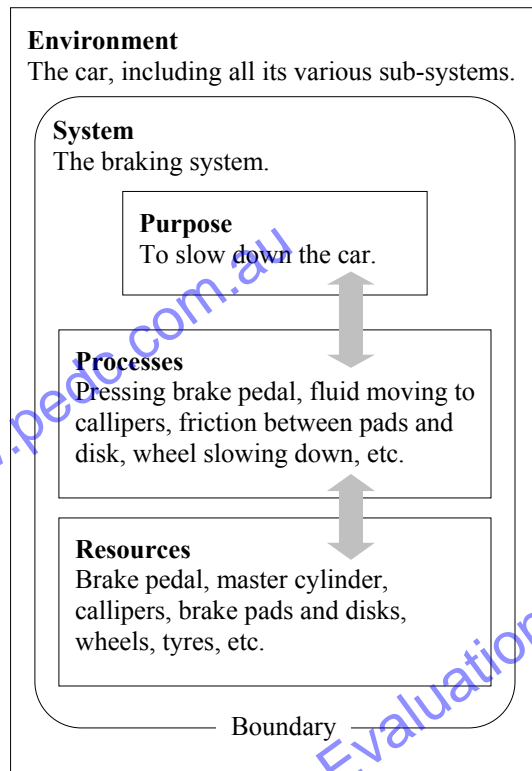 Environment
The car, including all its various sub-systems.
System
The braking system.
Purpose
To slow down the car.
Processes
Pressing brake pedal, fluid moving to
callipers, friction between pads and
disk, wheel slowing down, etc.
Resources
Brake pedal, master cylinder,
callipers, brake pads and disks,
wheels, tyres, etc.
Boundary
.pedc.com.au
Evaluation